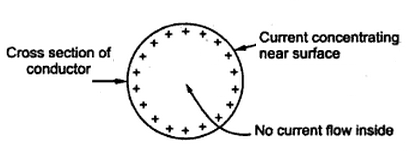 Cross section of
conductor
Current concentrating
near surface
No current flow inside